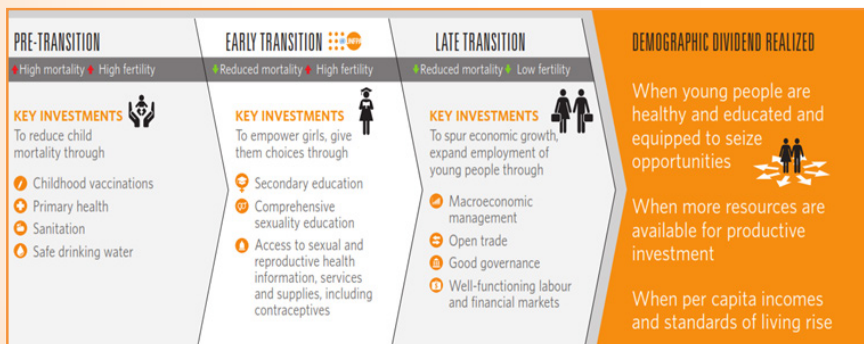 PRE-TRANSITION
High mortality High fertility
KEY INVESTMENTS
To reduce child
mortality through
Childhood vaccinations
Primary health
Sanitation
Safe drinking water
EARLY TRANSITION
Reduced mortality High fertility
KEY INVESTMENTS
To empower girls, give
them choices through
Secondary education
Comprehensive
sexuality education
Access to sexual and
reproductive health
information, services
and supplies, including
contraceptives
LATE TRANSITION
Reduced mortality Low fertility
KEY INVESTMENTS
To spur economic growth,
expand employment of
young people through
Macroeconomic
management
Open trade
Good governance
Well-functioning labour
and financial markets
DEMOGRAPHIC DIVIDEND REALIZED
When young people are
healthy and educated and
equipped to seize
opportunities
When more resources are
available for productive
investment
When per capita incomes
and standards of living rise